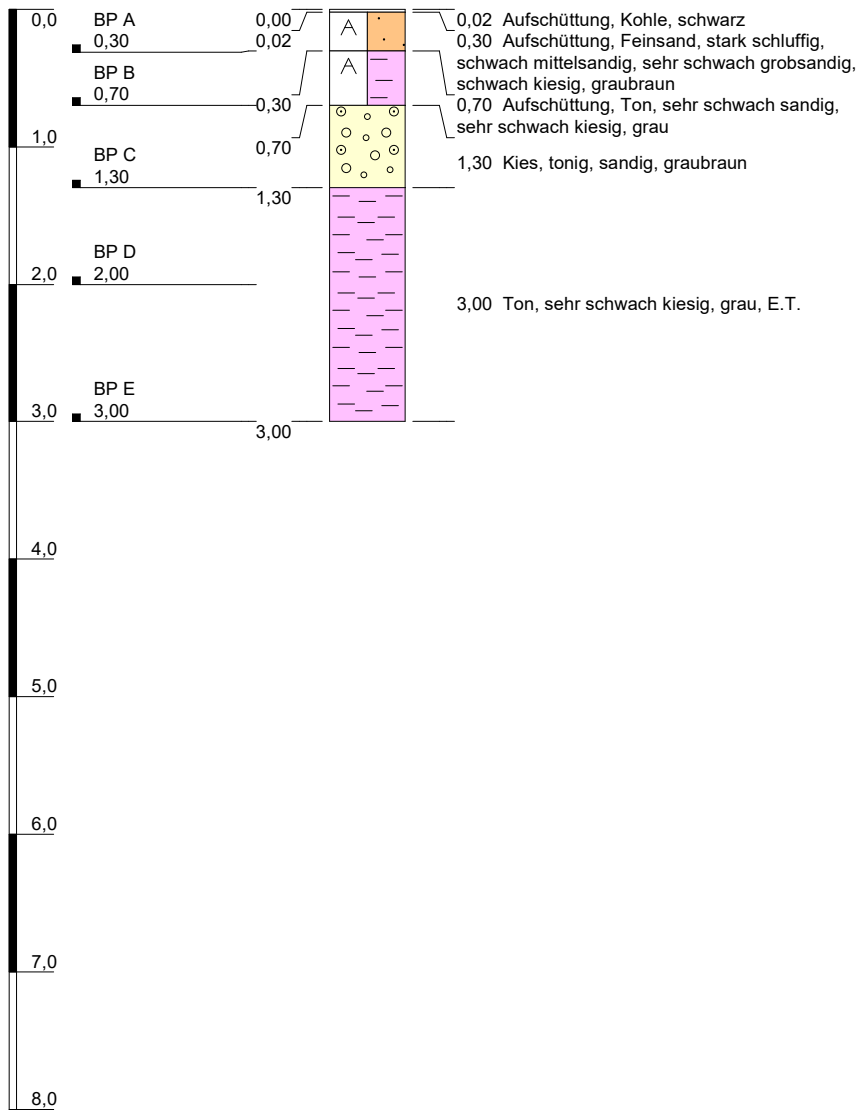 0,0
1,0
2,0
3,0
4,0
5,0
6,0
7,0
8,0
BP A
0,30
BP B
0,70
BP C
1,30
BP D
2,00
BP E
3,00
0,00
0,02
0,30
0,70
1,30
3,00
A
A
0,02 Aufschüttung, Kohle, schwarz
0,30 Aufschüttung, Feinsand, stark schluffig,
schwach mittelsandig, sehr schwach grobsandig,
schwach kiesig, graubraun
0,70 Aufschüttung, Ton, sehr schwach sandig,
sehr schwach kiesig, grau
1,30 Kies, tonig, sandig, graubraun
3,00 Ton, sehr schwach kiesig, grau, E.T.